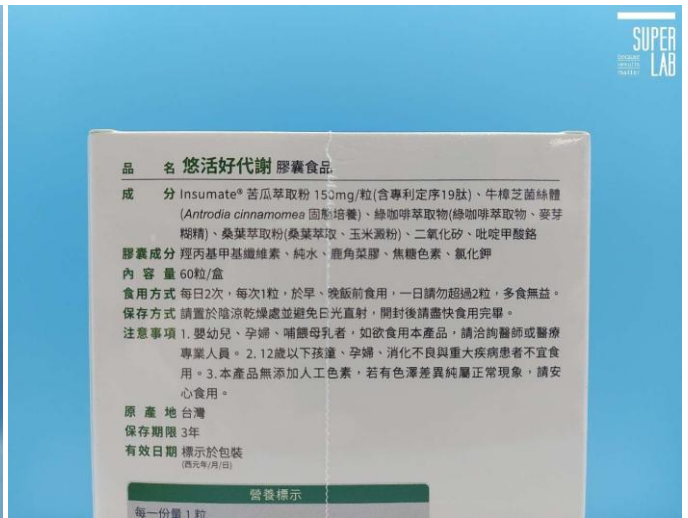 SUPER
LAB
because
results
matter
品名 悠活好代謝 膠囊食品
成分 Insumate® 苦瓜萃取粉 150mg/粒(含專利定序19肽)、牛樟芝菌絲體
(Antrodia cinnamomea 固態培養)、綠咖啡萃取物(綠咖啡萃取物、麥芽
糊精)、桑葉萃取粉(桑葉萃取、玉米澱粉)、二氧化矽、吡啶甲酸鉻
膠囊成分 羥丙基甲基纖維素、純水、鹿角菜膠、焦糖色素、氯化鉀
內容量 60粒/盒
食用方式 每日2次，每次1粒，於早、晚飯前食用，一日請勿超過2粒，多食無益。
保存方式 請置於陰涼乾燥處並避免日光直射，開封後請盡快食用完畢。
注意事項 1. 嬰幼兒、孕婦、哺餵母乳者，如欲食用本產品，請洽詢醫師或醫療
專業人員。 2. 12歲以下孩童、孕婦、消化不良與重大疾病患者不宜食
用。3. 本產品無添加人工色素，若有色澤差異純屬正常現象，請安
心食用。
原產地 台灣
保存期限 3年
有效日期 標示於包裝
(西元年/月/日)
營養標示
每一份量 1 粒